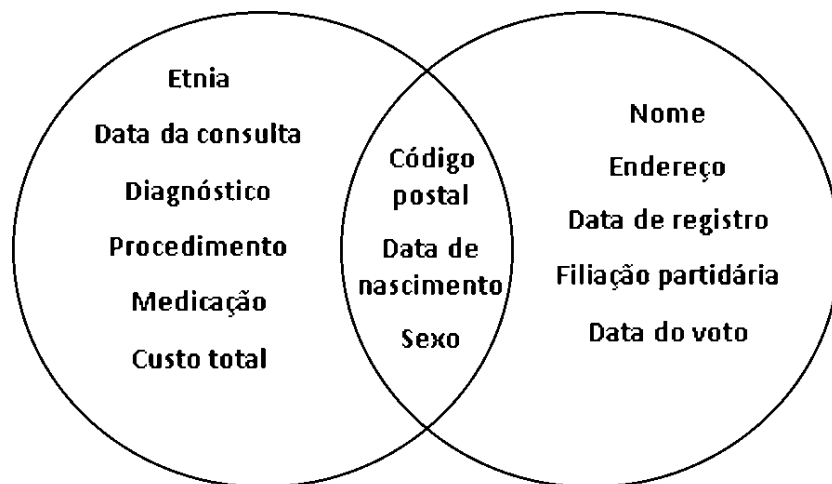 Etnia
Data da consulta
Diagnóstico
Procedimento
Medicação
Custo total
Código
postal
Data de
nascimento
Sexo
Nome
Endereço
Data de registro
Filiação partidária
Data do voto